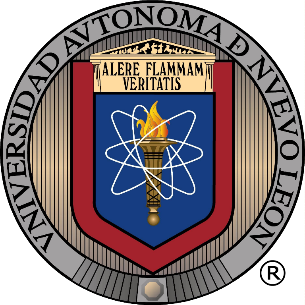 VNIVERSIDAD AVTONOMA Đ NVEVO LEON
ALERE FLAMMAM
VERITATIS
®